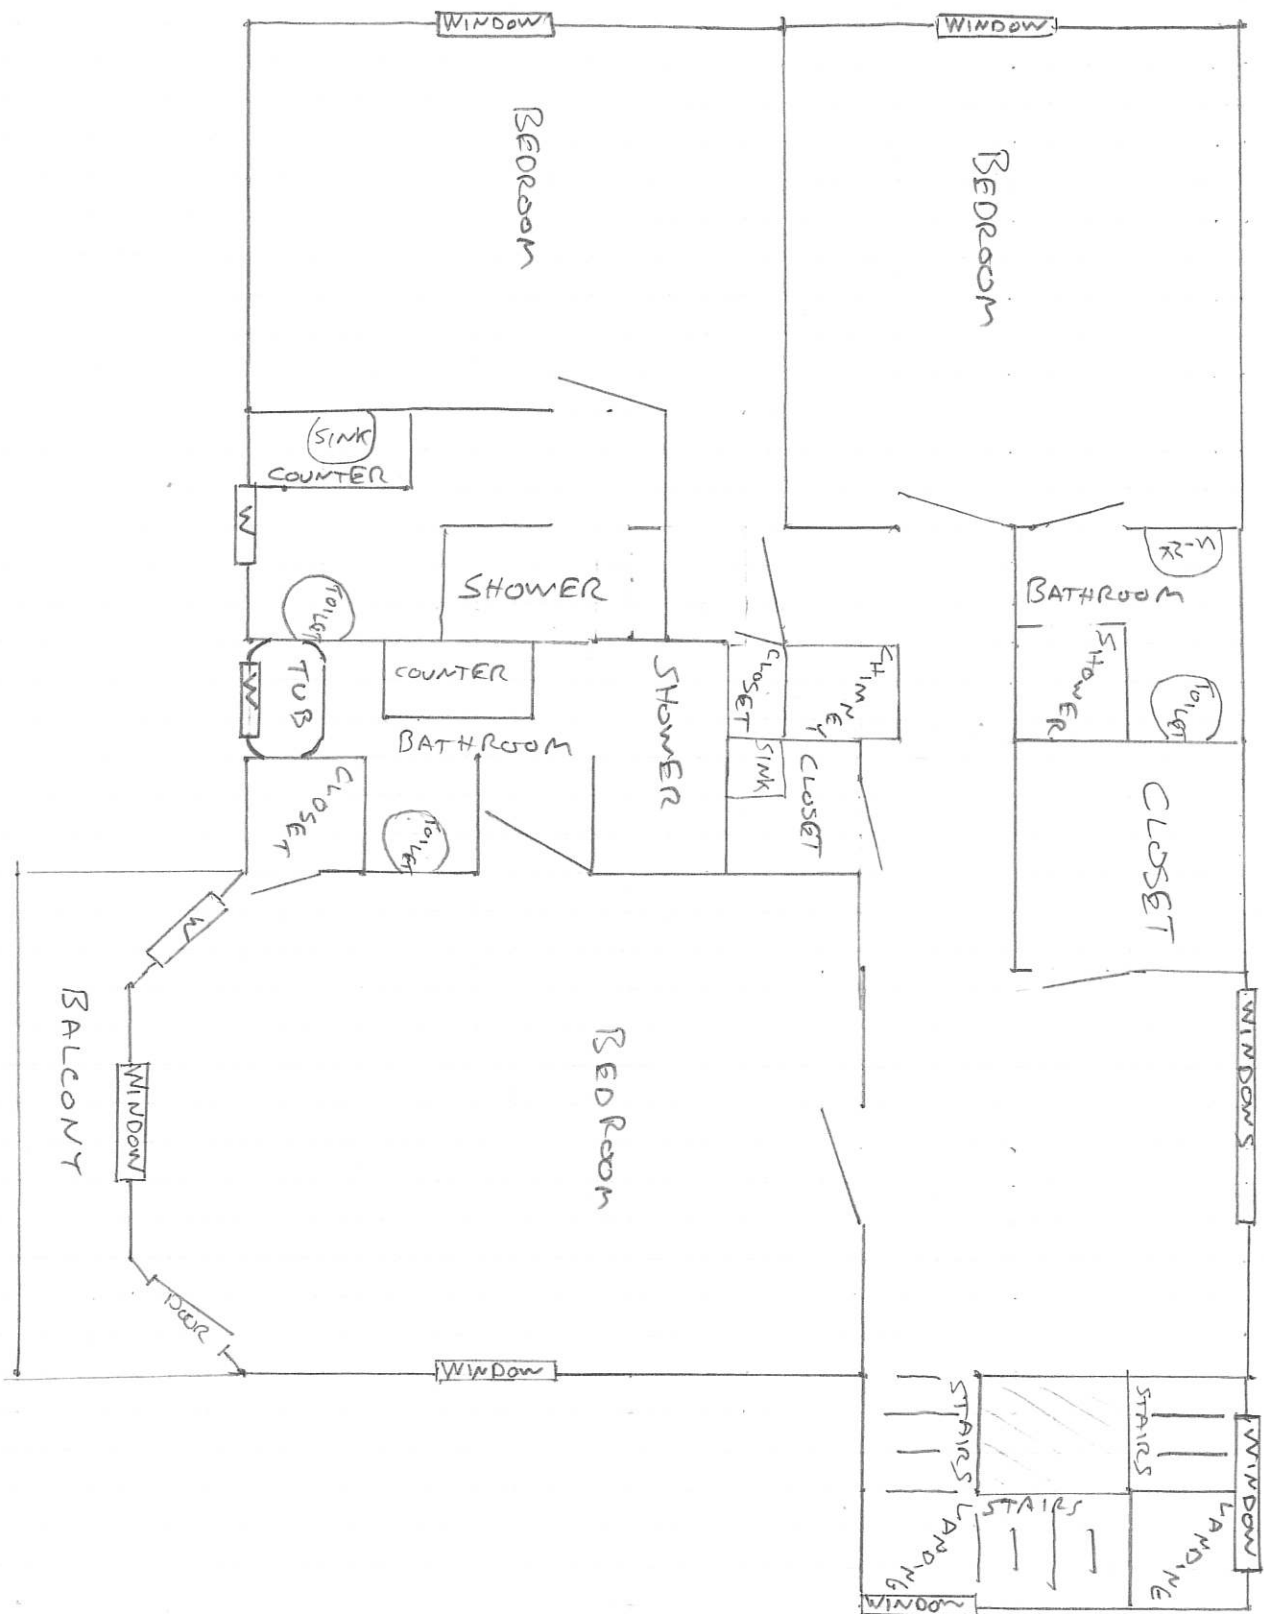 WINDOW
WINDOW
BEDROOM
BEDROOM
SINK
COUNTER
W
SHOWER
TOILET
BATHROOM
SHOWER
TOILET
TUB
W
COUNTER
BATHROOM
SHOWER
CLOSET
CHIMNEY
SINK
CLOSET
CLOSET
TOILET
CLOSET
W
BALCONY
WINDOW
DOOR
BEDROOM
WINDOWS
WINDOW
STAIRS
STAIRS
STAIRS
WINDOW
LANDING
LANDING
WINDOW